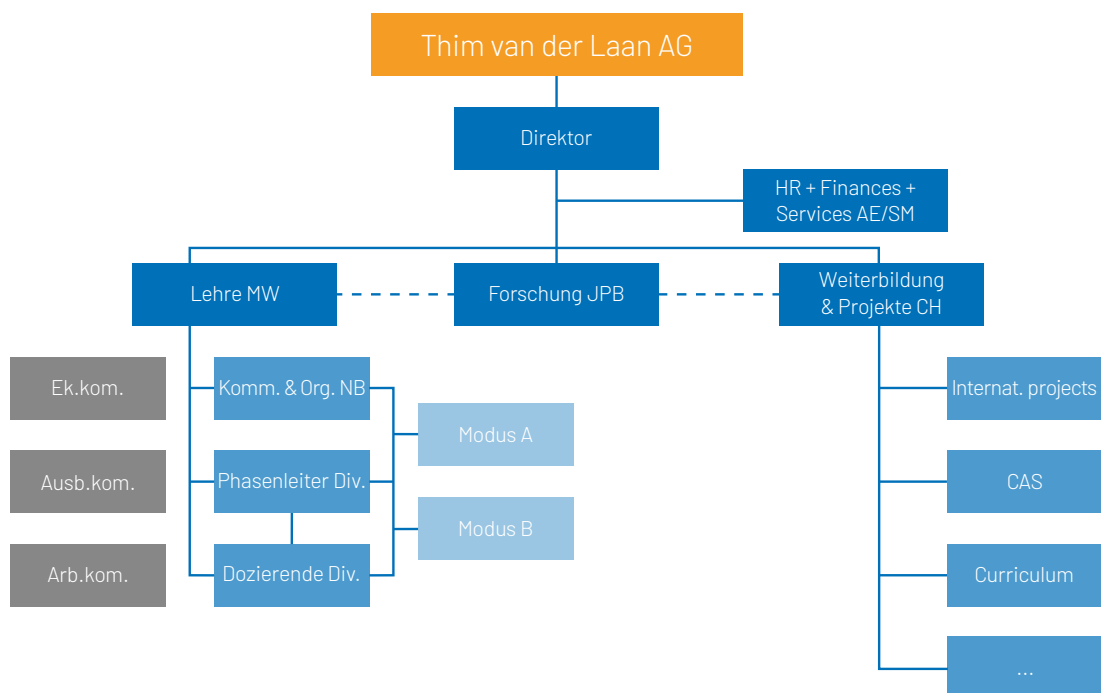 Thim van der Laan AG
Direktor
HR + Finances +
Services AE/SM
Lehre MW
Forschung JPB
Weiterbildung
& Projekte CH
Ek.kom.
Komm. & Org. NB
Internat. projects
Modus A
Ausb.kom.
Phasenleiter Div.
CAS
Modus B
Arb.kom.
Dozierende Div.
Curriculum
...